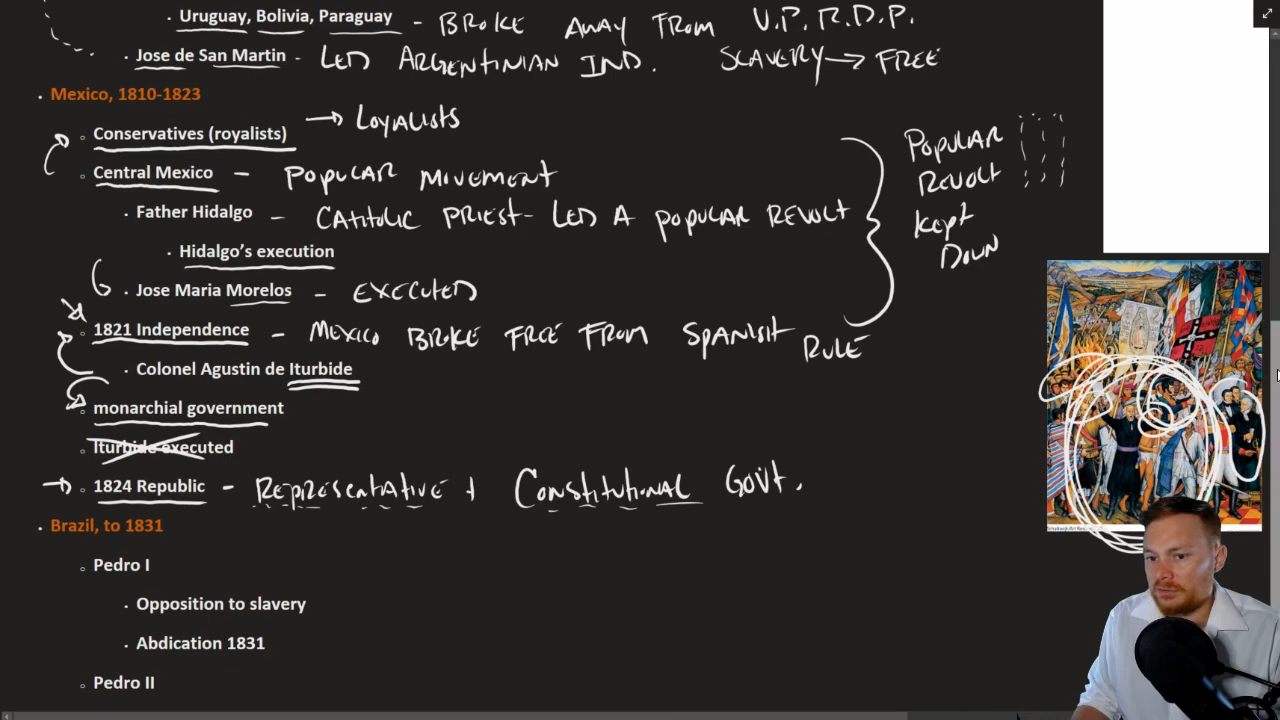 Uruguay, Bolivia, Paraguay - BROKE AWAY FROM V.P. R.D.P.
Jose de San Martin - LED ARGENTINIAN IND. SLAVERY → FREE
Mexico, 1810-1823
Conservatives (royalists) → LOYALISTS
Central Mexico - POPULAR MOVEMENT
Father Hidalgo - CATHOLIC PRIEST - LED A POPULAR REVOLT
Hidalgo's execution
Jose Maria Morelos - EXECUTED
1821 Independence - MEXICO BROKE FREE FROM SPANISH RULE
Colonel Agustin de Iturbide
monarchial government
Iturbide executed
→ 1824 Republic - REPRESENTATIVE + CONSTITUTIONAL GOVT.
POPULAR
REVOLT
KEPT
DOWN
Brazil, to 1831
Pedro I
Opposition to slavery
Abdication 1831
Pedro II